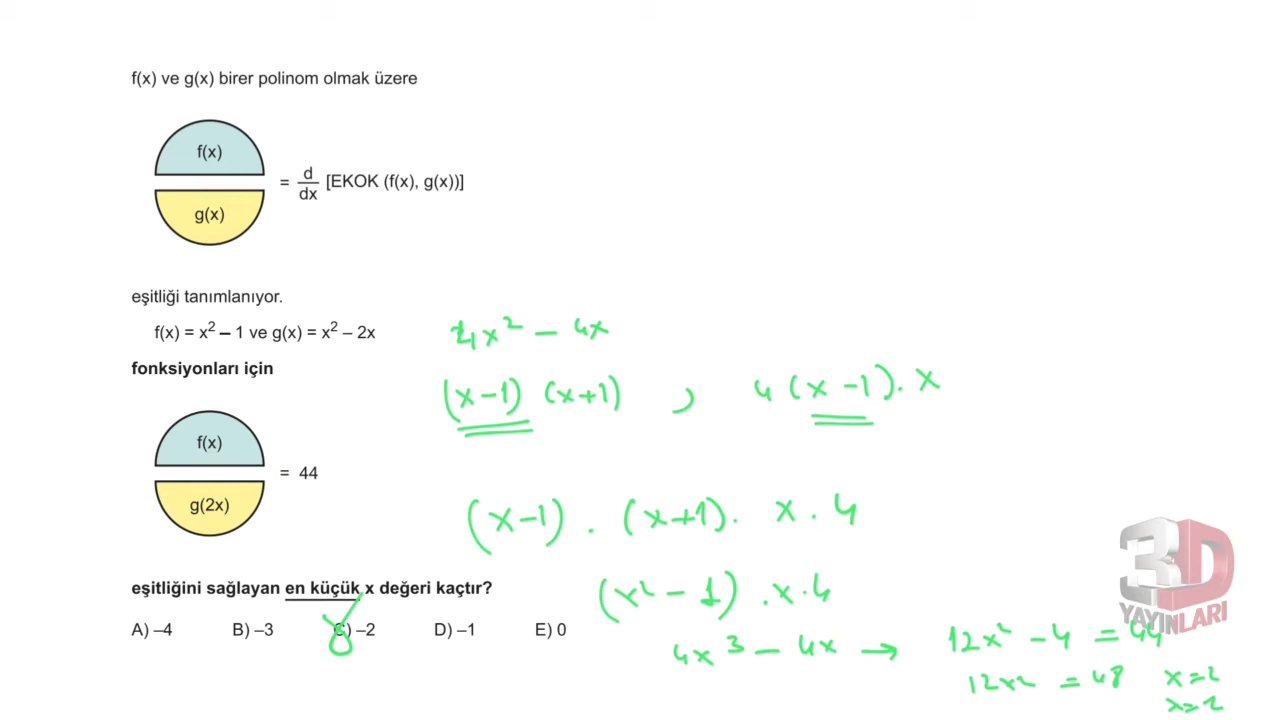 f(x) ve g(x) birer polinom olmak üzere
f(x)
g(x)
= d/dx [EKOK (f(x), g(x))]
eşitliği tanımlanıyor.
f(x) = x² – 1 ve g(x) = x² – 2x
4x² – 4x
fonksiyonları için
(x–1) (x+1) , 4 (x–1). x
f(x)
g(2x)
= 44
(x–1) . (x+1). x . 4
eşitliğini sağlayan en küçük x değeri kaçtır?
(x² – 1) . x . 4
A) –4 B) –3 C) –2 D) –1 E) 0
4x³ – 4x → 12x² – 4 = 44
12x² = 48 x=2
3D
YAYINLARI